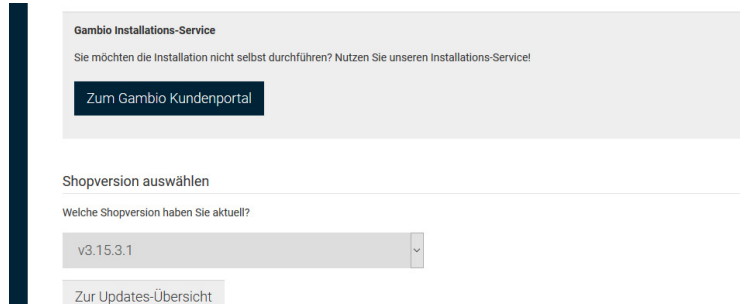 Gambio Installations-Service
Sie möchten die Installation nicht selbst durchführen? Nutzen Sie unseren Installations-Service!
Zum Gambio Kundenportal
Shopversion auswählen
Welche Shopversion haben Sie aktuell?
v3.15.3.1
Zur Updates-Übersicht